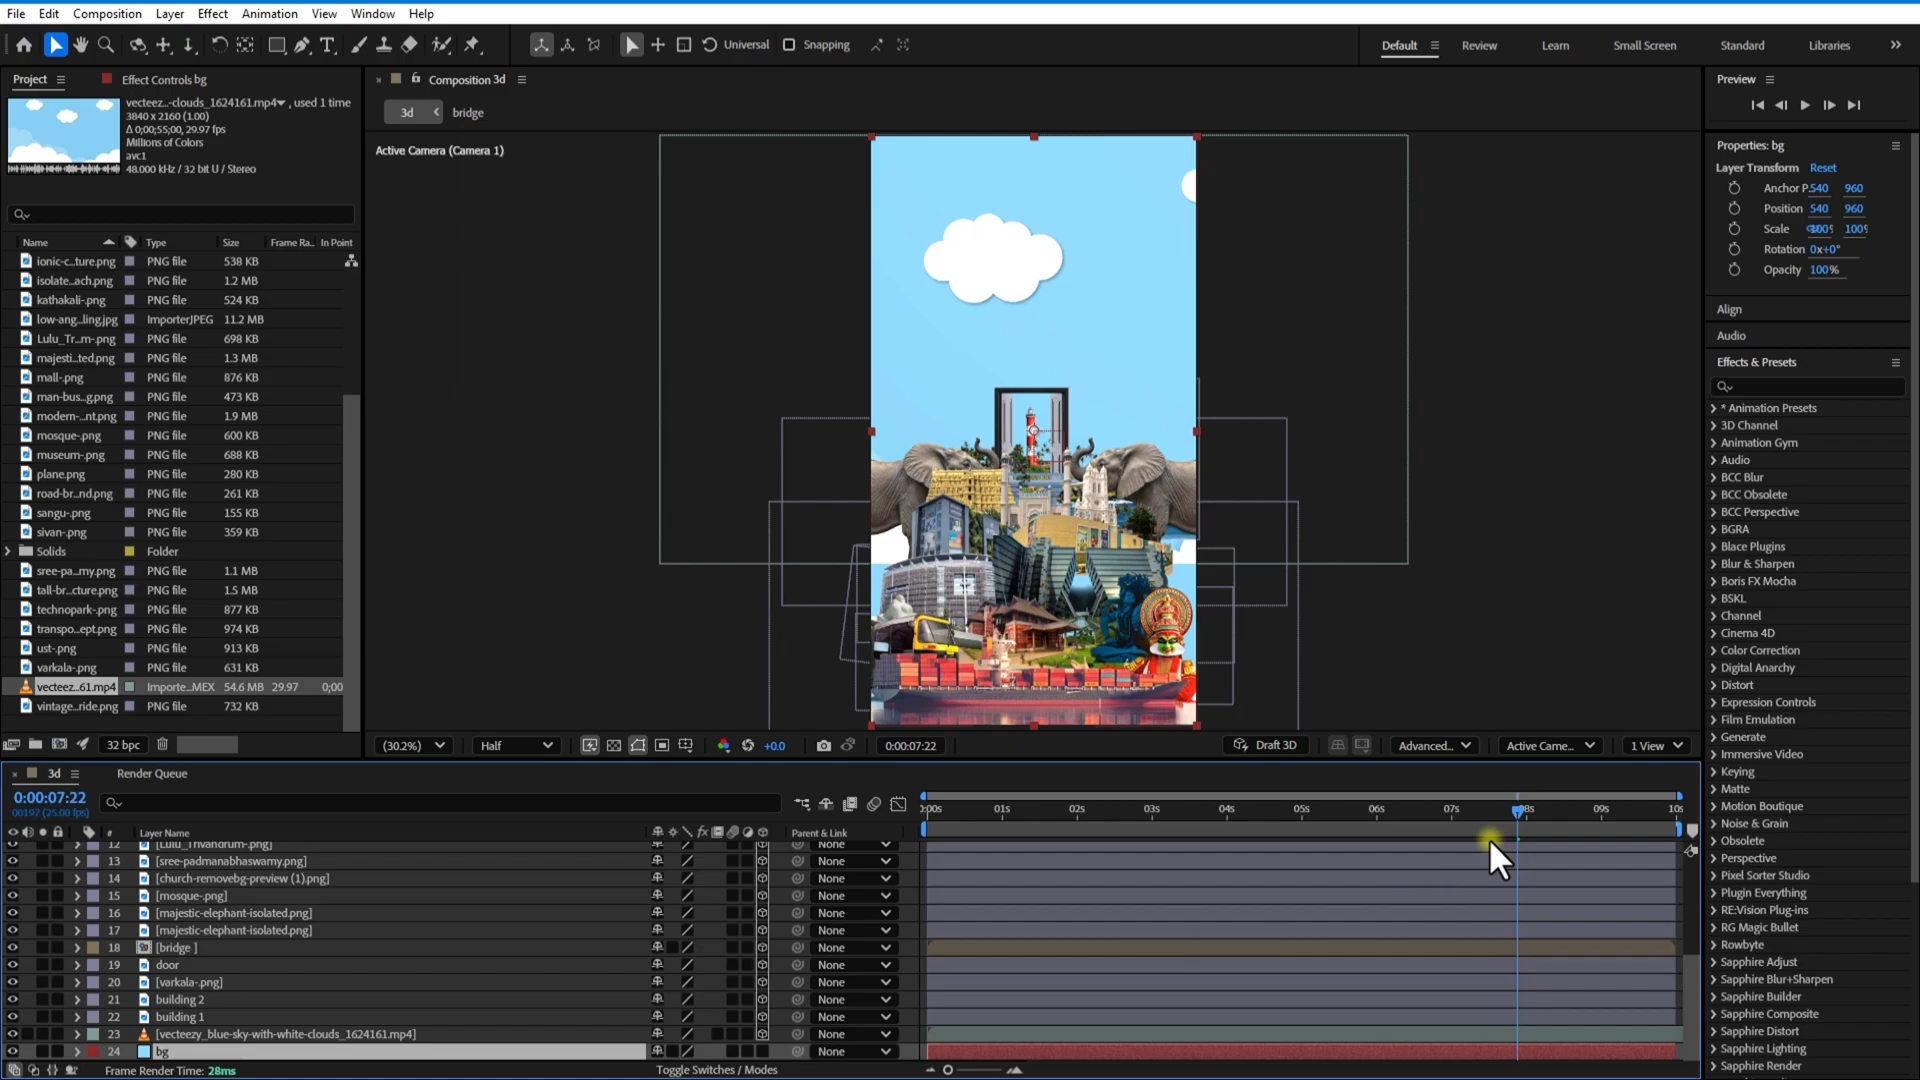 File Edit Composition Layer Effect Animation View Window Help
Universal Snapping Default Review Learn Small Screen Standard Libraries
Project Effect Controls bg
vecteez...-clouds_1624161.mp4 , used 1 time
3840 x 2160 (1.00)
Δ 0;00;55;00, 29.97 fps
Millions of Colors
avc1
48.000 kHz / 32 bit U / Stereo
Name Type Size Frame Ra... In Point
ionic-c...ture.png PNG file 538 KB
isolate...ach.png PNG file 1.2 MB
kathakali-.png PNG file 524 KB
low-ang...ling.jpg ImporterJPEG 11.2 MB
Lulu_Tr...m-.png PNG file 698 KB
majesti...ted.png PNG file 1.3 MB
mall-.png PNG file 876 KB
man-bus...g.png PNG file 473 KB
modern-...nt.png PNG file 1.9 MB
mosque-.png PNG file 600 KB
museum-.png PNG file 688 KB
plane.png PNG file 280 KB
road-br...nd.png PNG file 261 KB
sangu-.png PNG file 155 KB
sivan-.png PNG file 359 KB
Solids Folder
sree-pa...my.png PNG file 1.1 MB
tall-br...cture.png PNG file 1.5 MB
technopark-.png PNG file 877 KB
transpo...ept.png PNG file 974 KB
ust-.png PNG file 913 KB
varkala-.png PNG file 631 KB
vecteez...61.mp4 Importe...MEX 54.6 MB 29.97 0;00
vintage...ride.png PNG file 732 KB
32 bpc
Composition 3d
3d bridge
Active Camera (Camera 1)
(30.2%) Half +0.0 0:00:07:22 Draft 3D Advanced... Active Came... 1 View
Preview
Properties: bg
Layer Transform Reset
Anchor P... 540 960
Position 540 960
Scale 100% 100%
Rotation 0x+0°
Opacity 100%
Align
Audio
Effects & Presets
* Animation Presets
3D Channel
Animation Gym
Audio
BCC Blur
BCC Obsolete
BCC Perspective
BGRA
Blace Plugins
Blur & Sharpen
Boris FX Mocha
BSKL
Channel
Cinema 4D
Color Correction
Digital Anarchy
Distort
Expression Controls
Film Emulation
Generate
Immersive Video
Keying
Matte
Motion Boutique
Noise & Grain
Obsolete
Perspective
Pixel Sorter Studio
Plugin Everything
RE:Vision Plug-ins
RG Magic Bullet
Rowbyte
Sapphire Adjust
Sapphire Blur+Sharpen
Sapphire Builder
Sapphire Composite
Sapphire Distort
Sapphire Lighting
Sapphire Render
3d Render Queue
0:00:07:22
00197 (25.00 fps)
# Layer Name Parent & Link
:00s 01s 02s 03s 04s 05s 06s 07s 08s 09s 10s
12 [Lulu_Trivandrum-.png] None
13 [sree-padmanabhaswamy.png] None
14 [church-removebg-preview (1).png] None
15 [mosque-.png] None
16 [majestic-elephant-isolated.png] None
17 [majestic-elephant-isolated.png] None
18 [bridge ] None
19 door None
20 [varkala-.png] None
21 building 2 None
22 building 1 None
23 [vecteezy_blue-sky-with-white-clouds_1624161.mp4] None
24 bg None
Frame Render Time: 28ms Toggle Switches / Modes